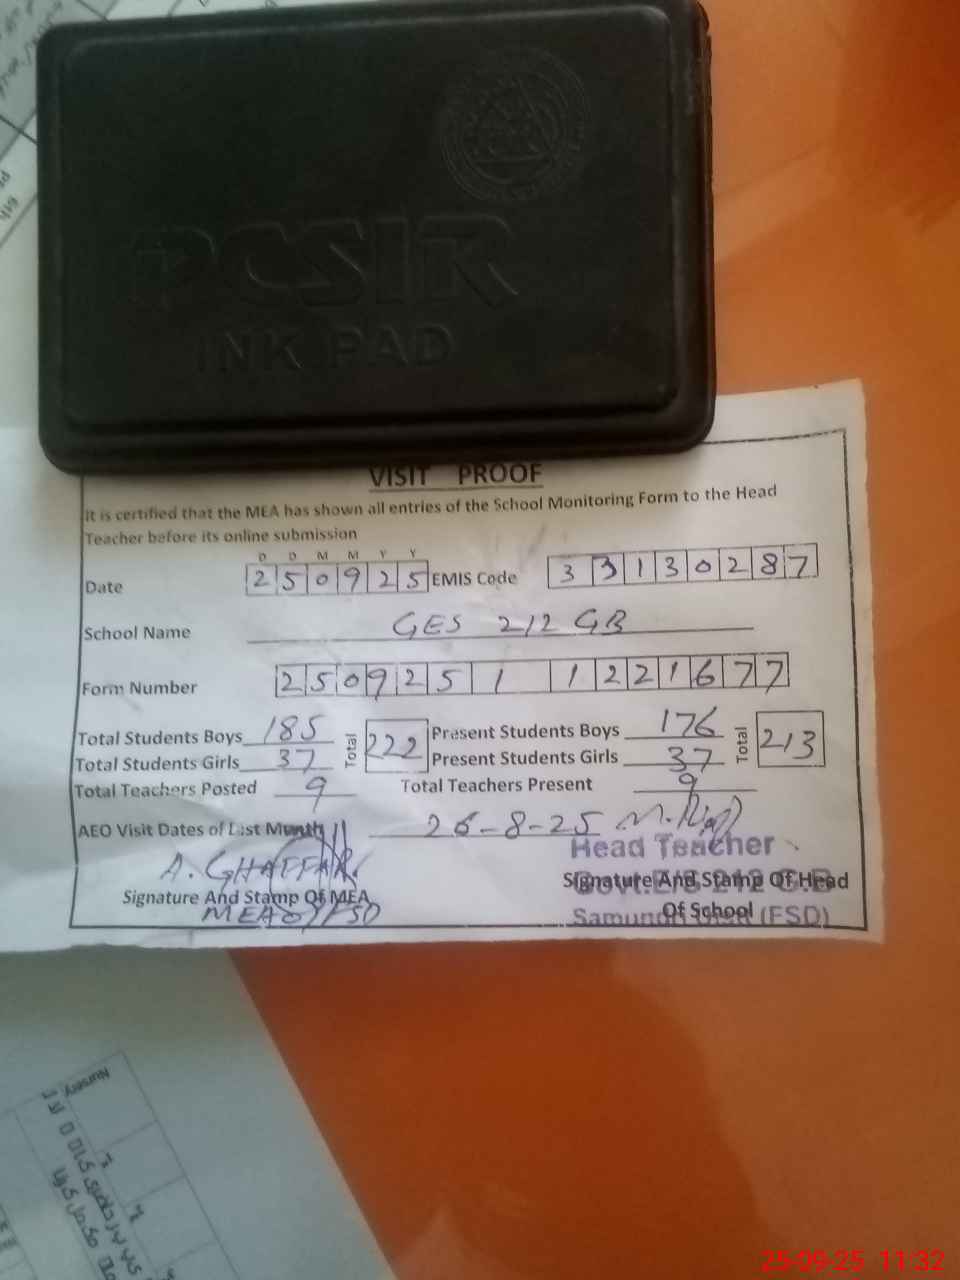 PCSIR
INK PAD
VISIT PROOF
It is certified that the MEA has shown all entries of the School Monitoring Form to the Head
Teacher before its online submission
D D M M Y Y
Date 2 5 0 9 2 5 EMIS Code 3 3 1 3 0 2 8 7
School Name GES 212 GB
Form Number 2 5 0 9 2 5 1 1 2 2 1 6 7 7
Total Students Boys 185 Total 222 Present Students Boys 176 Total 213
Total Students Girls 37 Present Students Girls 37
Total Teachers Posted 9 Total Teachers Present 9
AEO Visit Dates of Last Month 26-8-25
Head Teacher
A. GHAFFAR
Signature And Stamp Of MEA Signature And Stamp Of Head
Of School
(FSD)
Nursery
25-09-25 11:32